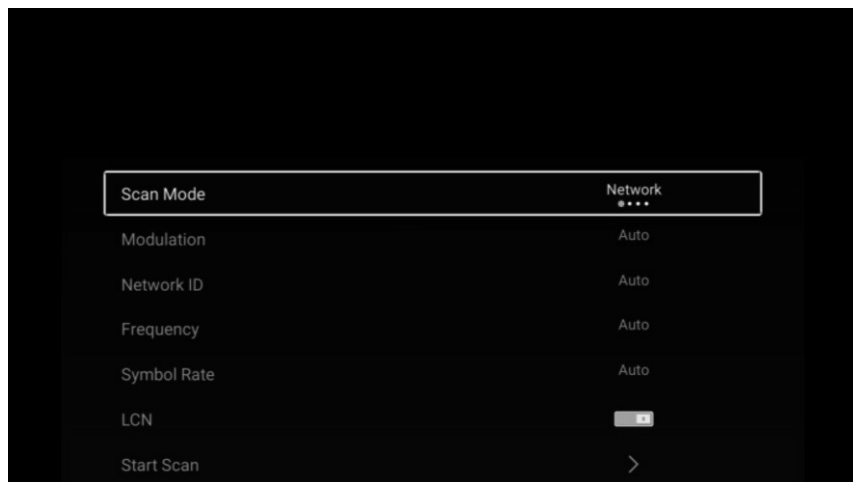 Scan Mode Network
Modulation Auto
Network ID Auto
Frequency Auto
Symbol Rate Auto
LCN
Start Scan